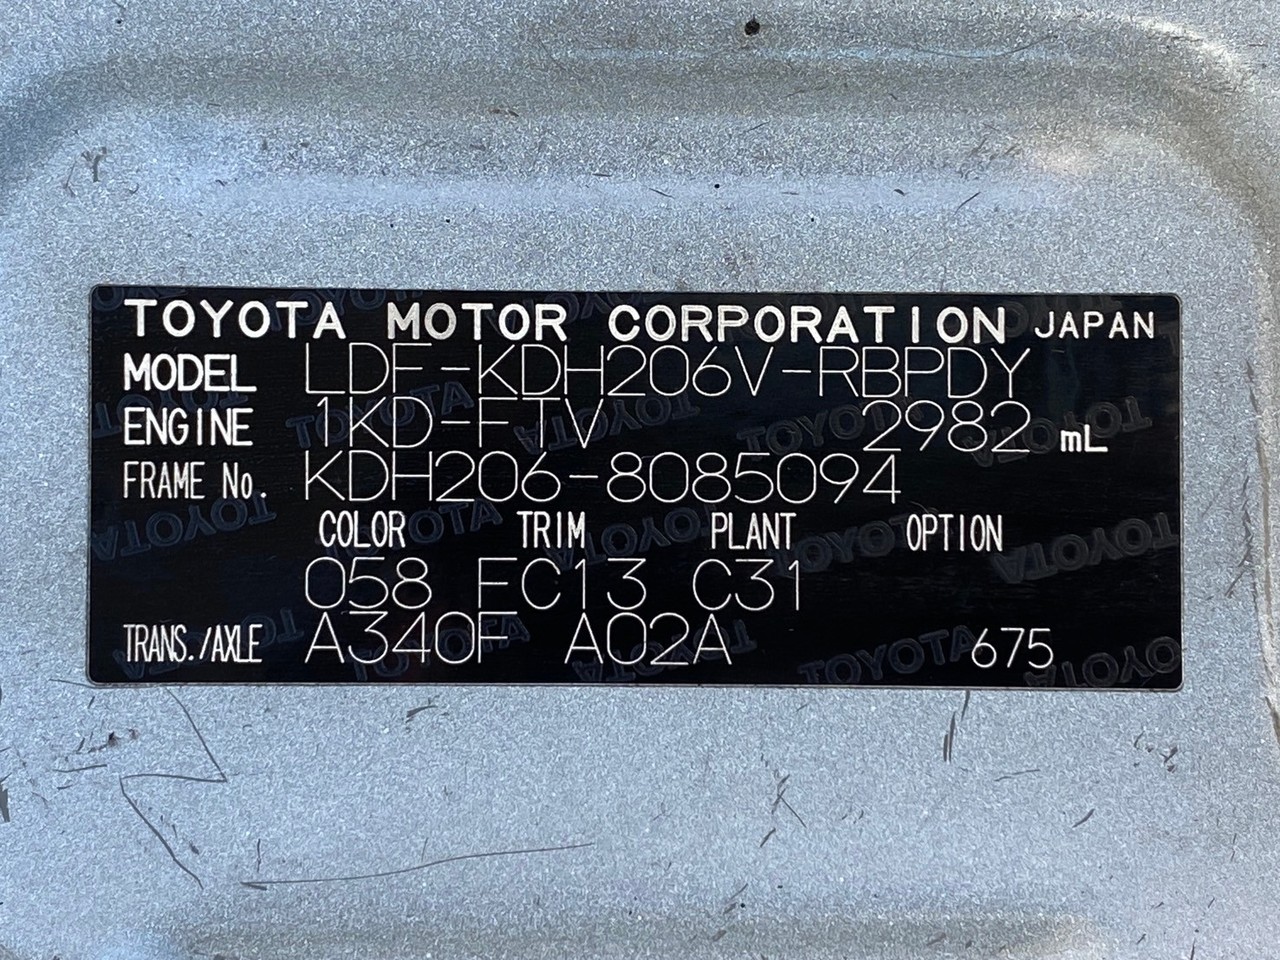 TOYOTA MOTOR CORPORATION JAPAN
MODEL LDF-KDH206V-RBPDY
ENGINE 1KD-FTV 2982 mL
FRAME No. KDH206-8085094
COLOR TRIM PLANT OPTION
058 FC13 C31
TRANS./AXLE A340F A02A 675